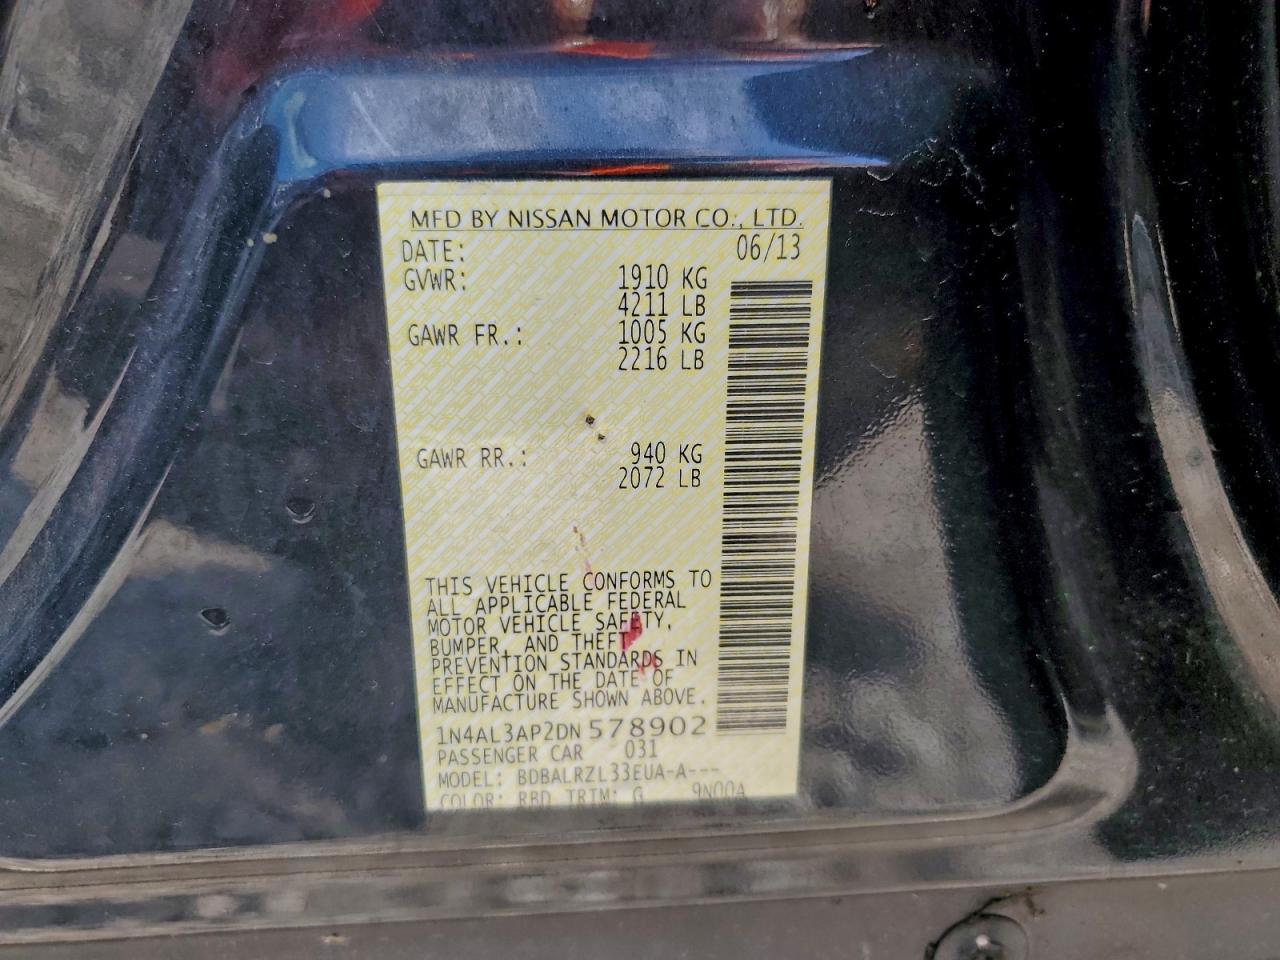 MFD BY NISSAN MOTOR CO., LTD.
DATE: 06/13
GVWR: 1910 KG
4211 LB
GAWR FR.: 1005 KG
2216 LB
GAWR RR.: 940 KG
2072 LB
THIS VEHICLE CONFORMS TO
ALL APPLICABLE FEDERAL
MOTOR VEHICLE SAFETY,
BUMPER, AND THEFT
PREVENTION STANDARDS IN
EFFECT ON THE DATE OF
MANUFACTURE SHOWN ABOVE.
1N4AL3AP2DN578902
PASSENGER CAR 031
MODEL: BDBALRZL33EUA-A---
COLOR: RBD TRIM: G 9N00A